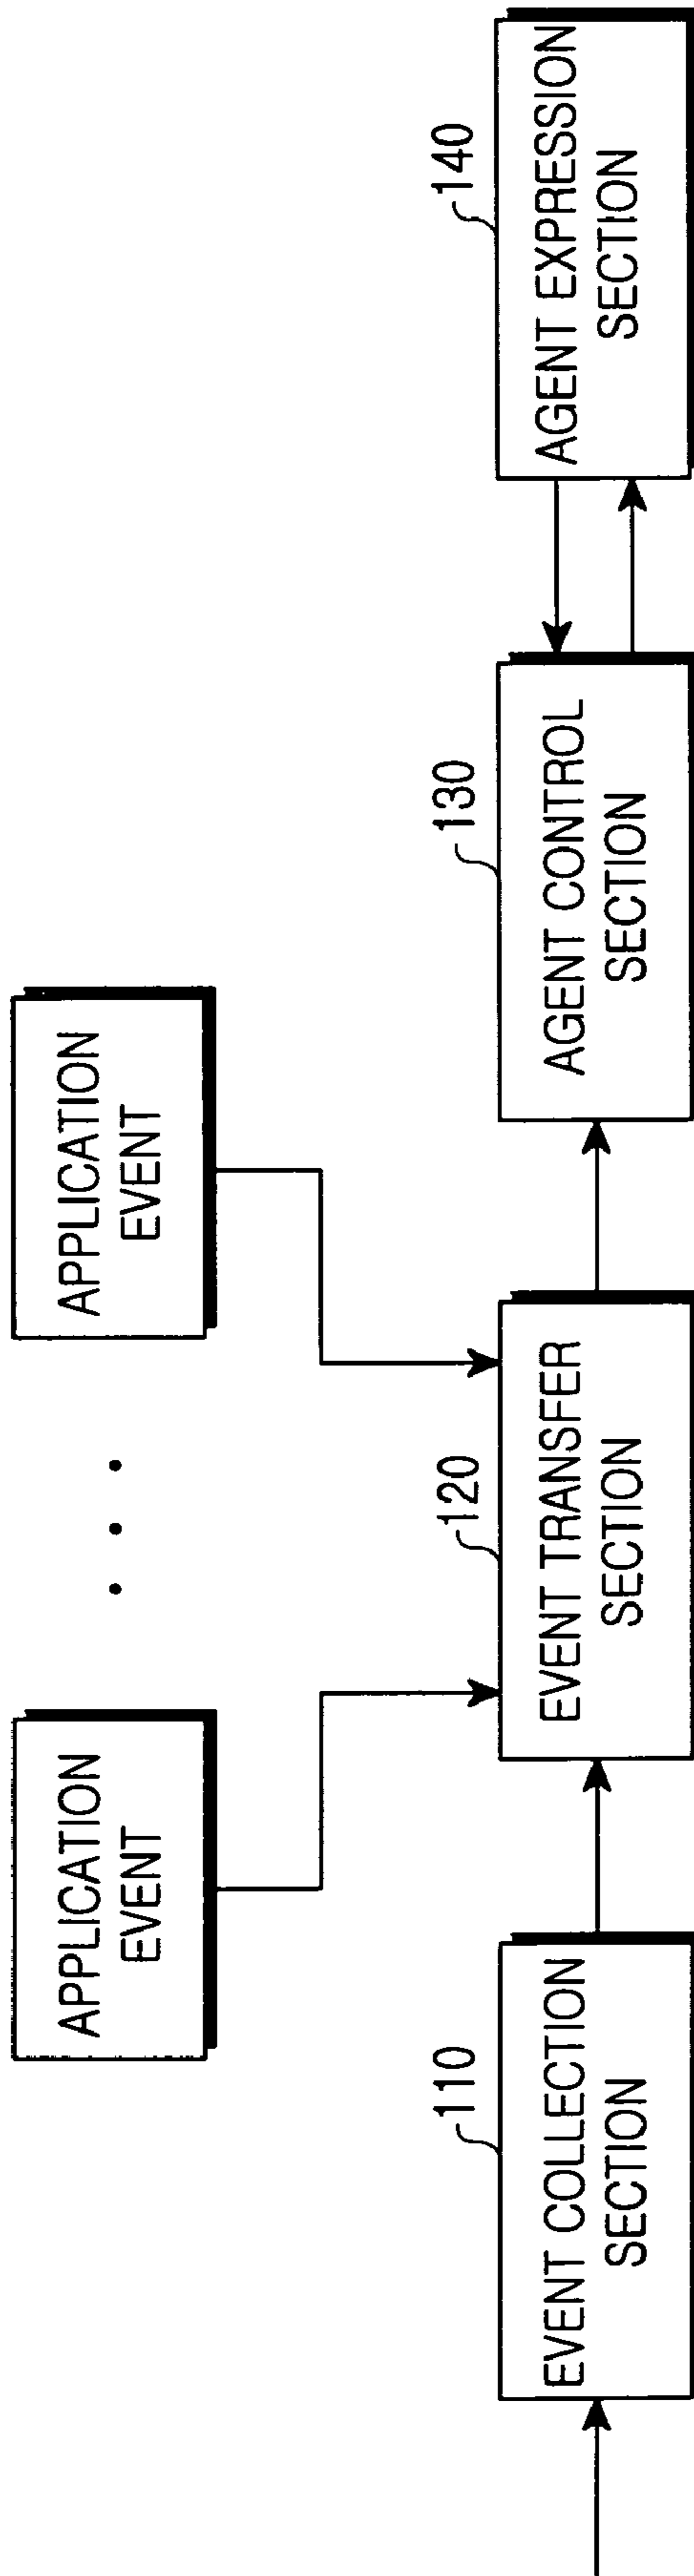 APPLICATION
EVENT
. . .
APPLICATION
EVENT
110
EVENT COLLECTION
SECTION
120
EVENT TRANSFER
SECTION
130
AGENT CONTROL
SECTION
140
AGENT EXPRESSION
SECTION